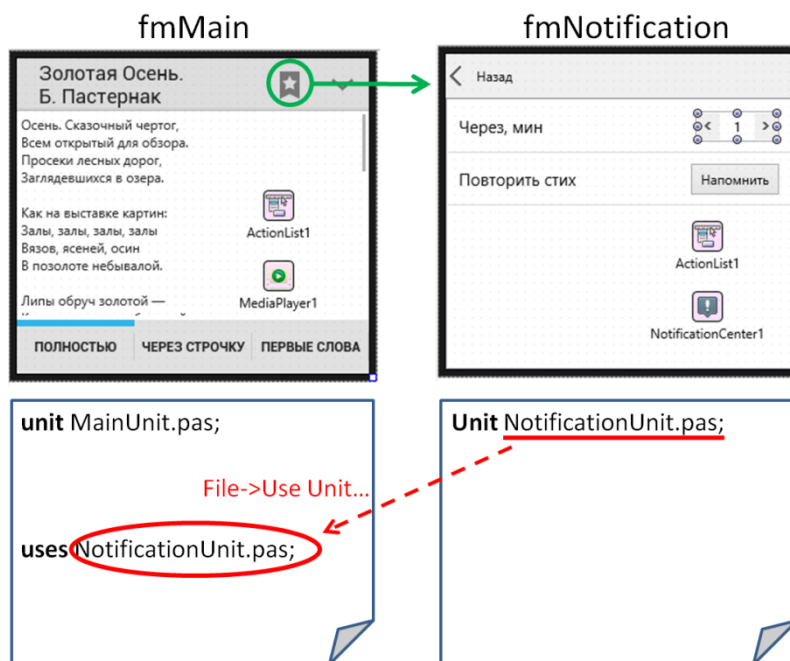 fmMain
Золотая Осень.
Б. Пастернак
Осень. Сказочный чертог,
Всем открытый для обзора.
Просеки лесных дорог,
Заглядевшихся в озера.
Как на выставке картин:
Залы, залы, залы, залы
Вязов, ясеней, осин
В позолоте небывалой.
Липы обруч золотой —
ActionList1
MediaPlayer1
ПОЛНОСТЬЮ ЧЕРЕЗ СТРОЧКУ ПЕРВЫЕ СЛОВА
fmNotification
Назад
Через, мин < 1 >
Повторить стих Напомнить
ActionList1
NotificationCenter1
unit MainUnit.pas;
File->Use Unit...
uses NotificationUnit.pas;
Unit NotificationUnit.pas;